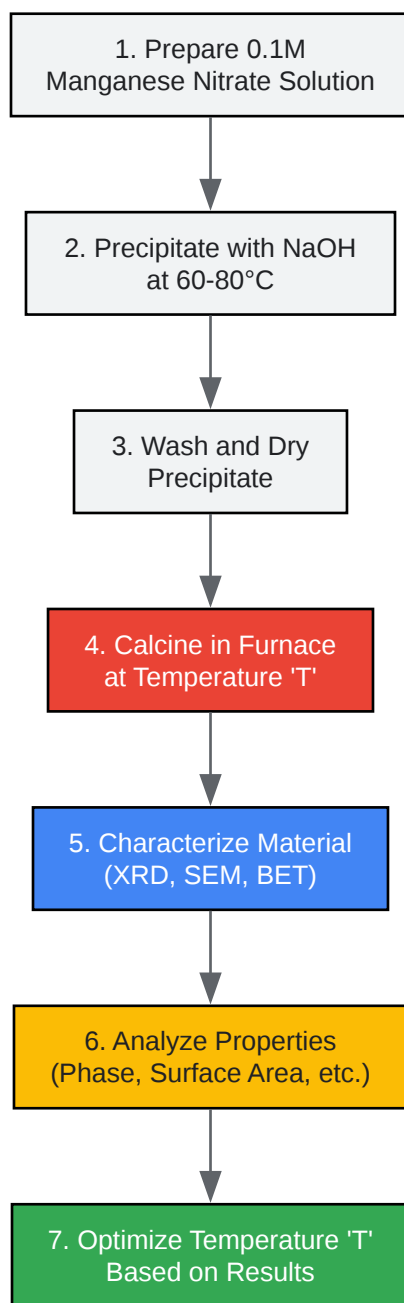 1. Prepare 0.1M
Manganese Nitrate Solution
2. Precipitate with NaOH
at 60-80°C
3. Wash and Dry
Precipitate
4. Calcine in Furnace
at Temperature 'T'
5. Characterize Material
(XRD, SEM, BET)
6. Analyze Properties
(Phase, Surface Area, etc.)
7. Optimize Temperature 'T'
Based on Results